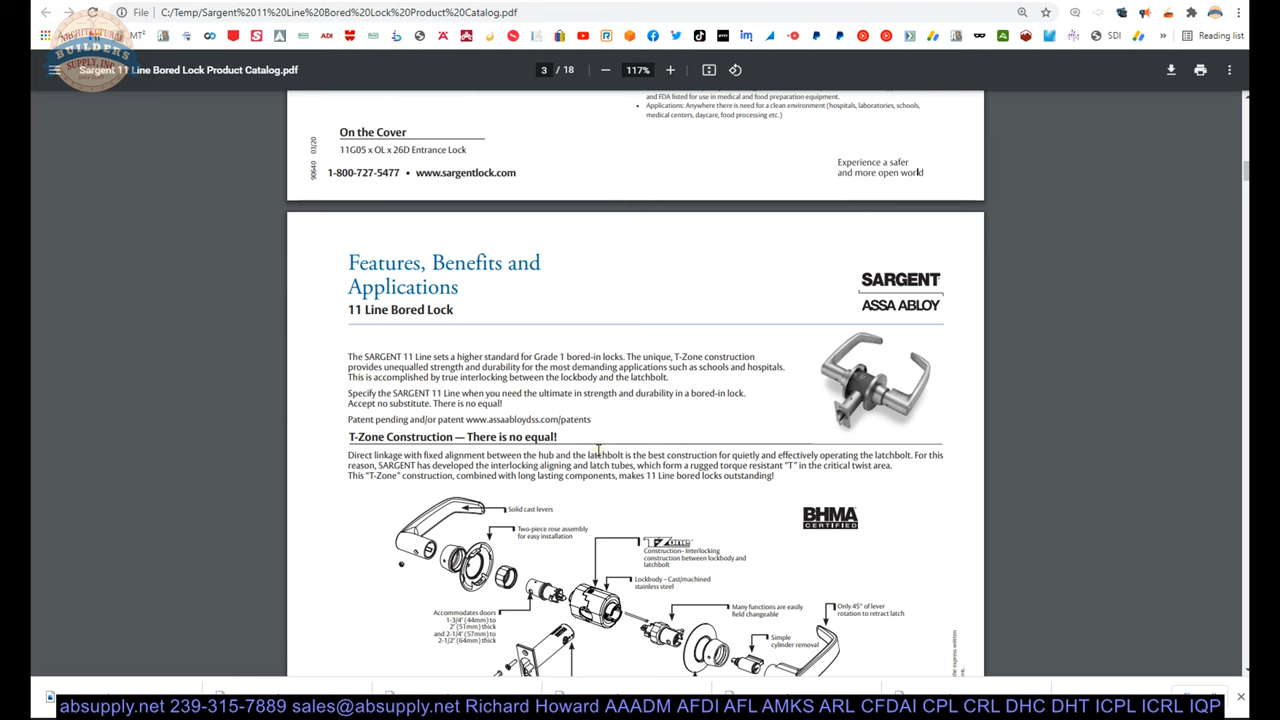 File
C:/Temp/Sargent%2011%20Line%20Bored%20Lock%20Product%20Catalog.pdf
ARCHITECTURAL
BUILDERS
SUPPLY, INC
MT²
ADI
SDI
Reading list
Sargent 11 Line Bored Lock Product Catalog.pdf
3 / 18
117%
and FDA listed for use in medical and food preparation equipment.
• Applications: Anywhere there is need for a clean environment (hospitals, laboratories, schools,
medical centers, daycare, food processing etc.)
On the Cover
11G05 x OL x 26D Entrance Lock
90640 03/20
1-800-727-5477 • www.sargentlock.com
Experience a safer
and more open world
Features, Benefits and
Applications
11 Line Bored Lock
SARGENT
ASSA ABLOY
The SARGENT 11 Line sets a higher standard for Grade 1 bored-in locks. The unique, T-Zone construction
provides unequalled strength and durability for the most demanding applications such as schools and hospitals.
This is accomplished by true interlocking between the lockbody and the latchbolt.
Specify the SARGENT 11 Line when you need the ultimate in strength and durability in a bored-in lock.
Accept no substitute. There is no equal!
Patent pending and/or patent www.assaabloydss.com/patents
T-Zone Construction — There is no equal!
Direct linkage with fixed alignment between the hub and the latchbolt is the best construction for quietly and effectively operating the latchbolt. For this
reason, SARGENT has developed the interlocking aligning and latch tubes, which form a rugged torque resistant "T" in the critical twist area.
This "T-Zone" construction, combined with long lasting components, makes 11 Line bored locks outstanding!
Solid cast levers
Two-piece rose assembly
for easy installation
BHMA
CERTIFIED
T-Zone
Construction– Interlocking
construction between lockbody and
latchbolt
Lockbody – Cast/machined
stainless steel
Accommodates doors
1-3/4" (44mm) to
2" (51mm) thick
and 2-1/4" (57mm) to
2-1/2" (64mm) thick
Many functions are easily
field changeable
Only 45° of lever
rotation to retract latch
Simple
cylinder removal
the express written
absupply.net 239-315-7889 sales@absupply.net Richard Howard AAADM AFDI AFL AMKS ARL CFDAI CPL CRL DHC DHT ICPL ICRL IQP